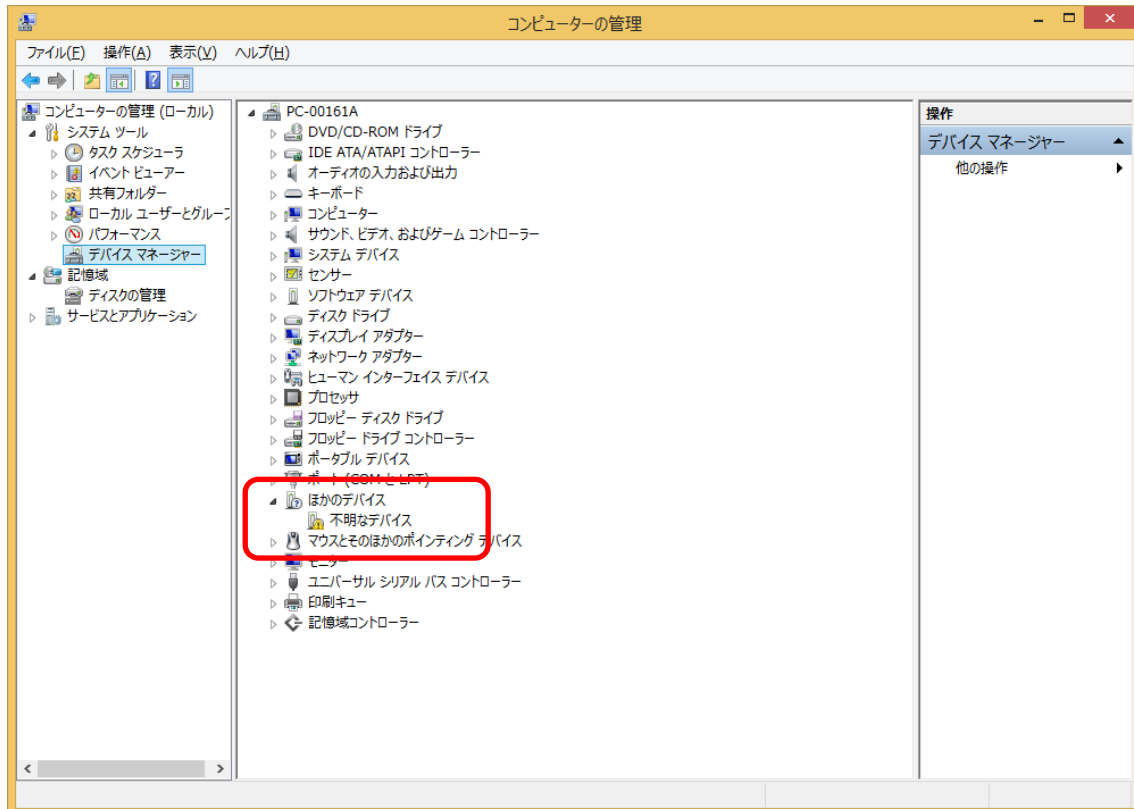 コンピューターの管理
ファイル(F) 操作(A) 表示(V) ヘルプ(H)
コンピューターの管理 (ローカル)
システム ツール
タスク スケジューラ
イベント ビューアー
共有フォルダー
ローカル ユーザーとグループ
パフォーマンス
デバイス マネージャー
記憶域
ディスクの管理
サービスとアプリケーション
PC-00161A
DVD/CD-ROM ドライブ
IDE ATA/ATAPI コントローラー
オーディオの入力および出力
キーボード
コンピューター
サウンド、ビデオ、およびゲーム コントローラー
システム デバイス
センサー
ソフトウェア デバイス
ディスク ドライブ
ディスプレイ アダプター
ネットワーク アダプター
ヒューマン インターフェイス デバイス
プロセッサ
フロッピー ディスク ドライブ
フロッピー ドライブ コントローラー
ポータブル デバイス
ポート (COM と LPT)
ほかのデバイス
不明なデバイス
マウスとそのほかのポインティング デバイス
モニター
ユニバーサル シリアル バス コントローラー
印刷キュー
記憶域コントローラー
操作
デバイス マネージャー
他の操作